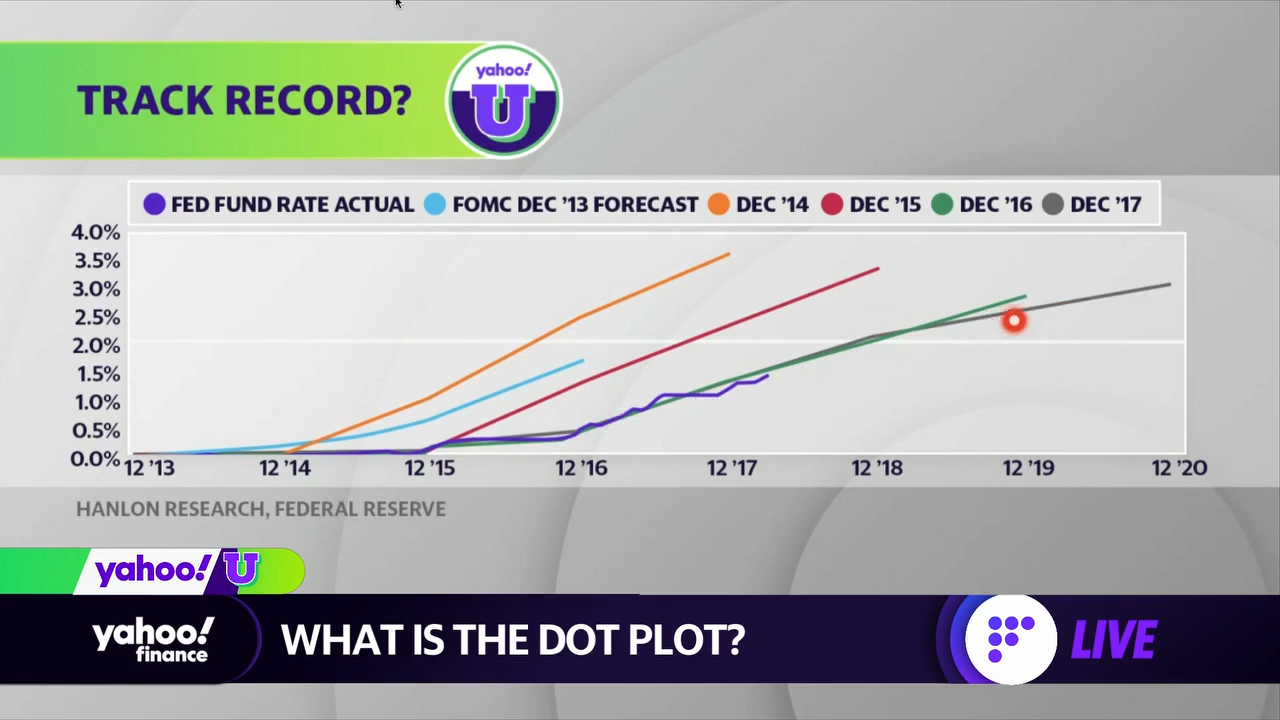 TRACK RECORD?
yahoo!
U
FED FUND RATE ACTUAL FOMC DEC ’13 FORECAST DEC ’14 DEC ’15 DEC ’16 DEC ’17
4.0%
3.5%
3.0%
2.5%
2.0%
1.5%
1.0%
0.5%
0.0%
12 ’13 12 ’14 12 ’15 12 ’16 12 ’17 12 ’18 12 ’19 12 ’20
HANLON RESEARCH, FEDERAL RESERVE
yahoo! U
yahoo!
finance
WHAT IS THE DOT PLOT?
LIVE